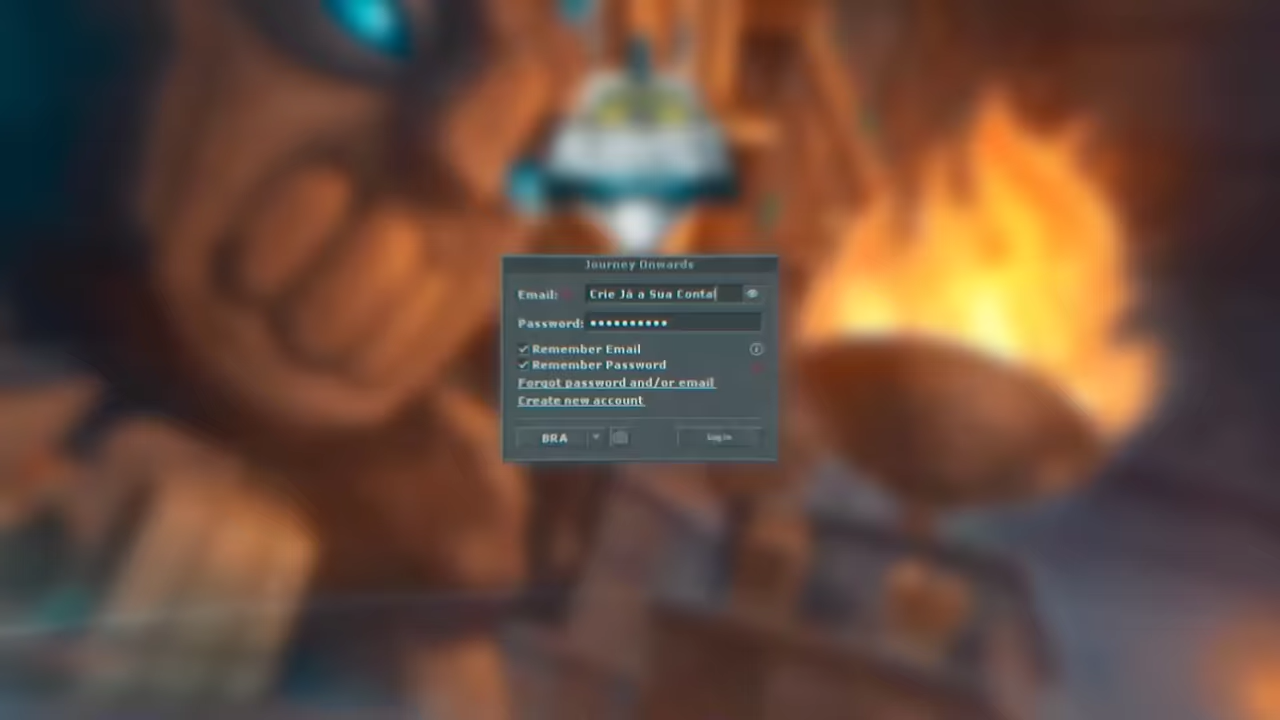 Journey Onwards
Email: Crie Já a Sua Conta
Password: ••••••••••
Remember Email
Remember Password
Forgot password and/or email
Create new account
BRA
Log in